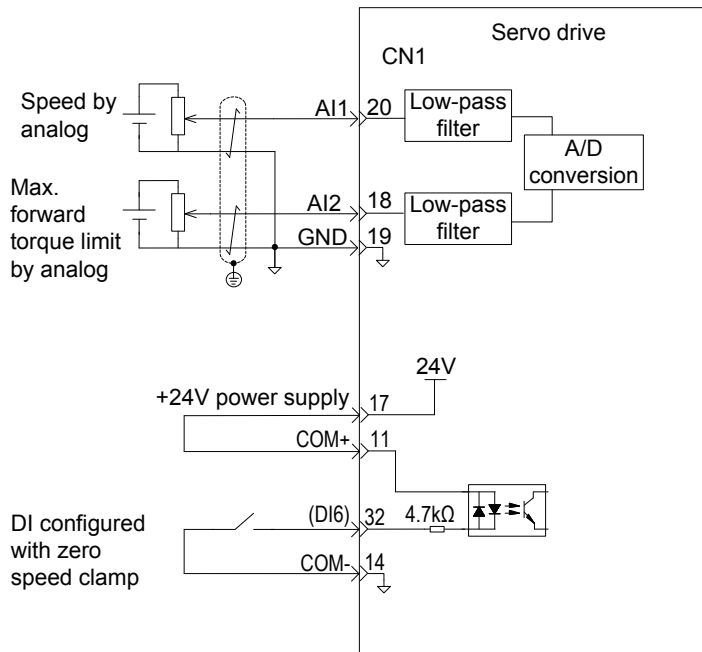 Servo drive
CN1
Speed by
analog
AI1
20
Low-pass
filter
A/D
conversion
Max.
forward
torque limit
by analog
AI2
18
Low-pass
filter
GND
19
24V
+24V power supply
17
COM+
11
DI configured
with zero
speed clamp
(DI6)
32
4.7kΩ
COM-
14